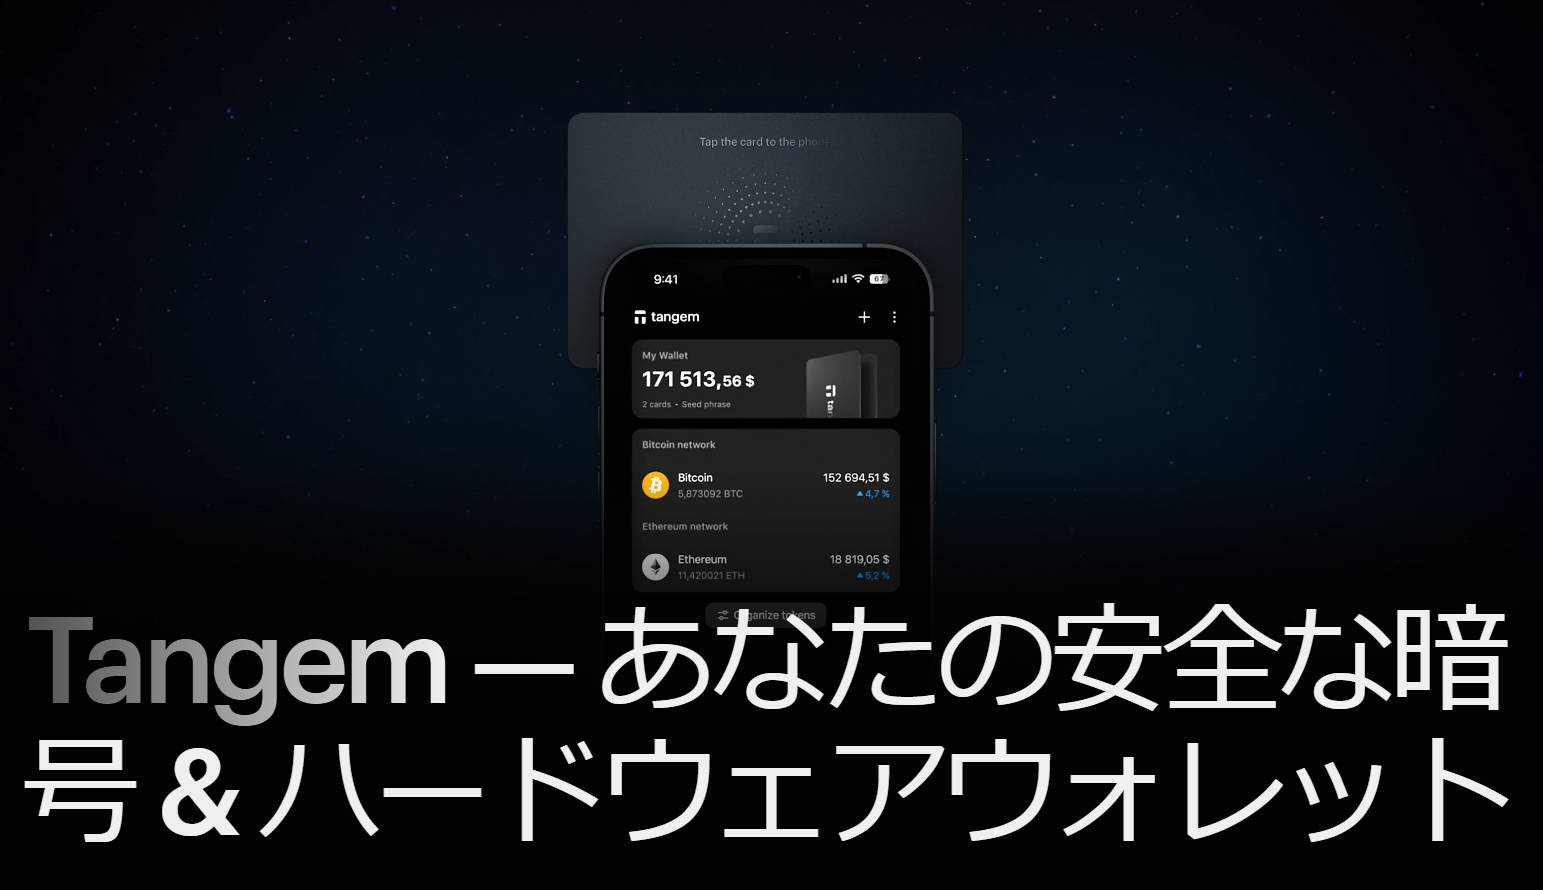 Tap the card to the phone
9:41
67
tangem
My Wallet
171 513,56 $
2 cards • Seed phrase
Bitcoin network
Bitcoin
152 694,51 $
5,873092 BTC
4,7 %
Ethereum network
Ethereum
18 819,05 $
11,420021 ETH
5,2 %
Organize tokens
Tangem — あなたの安全な暗
号 & ハードウェアウォレット